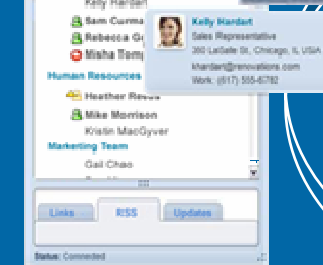 Kelly Hardart
Sam Curma
Rebecca G
Misha Tom
Kelly Hardart
Sales Representative
360 LaSalle St, Chicago, IL USA
khardart@renovations.com
Work: (617) 555-6782
Human Resources
Heather Reeds
Mike Morrison
Kristin MacGyver
Marketing Team
Gail Chao
Links
RSS
Updates
Status: Connected